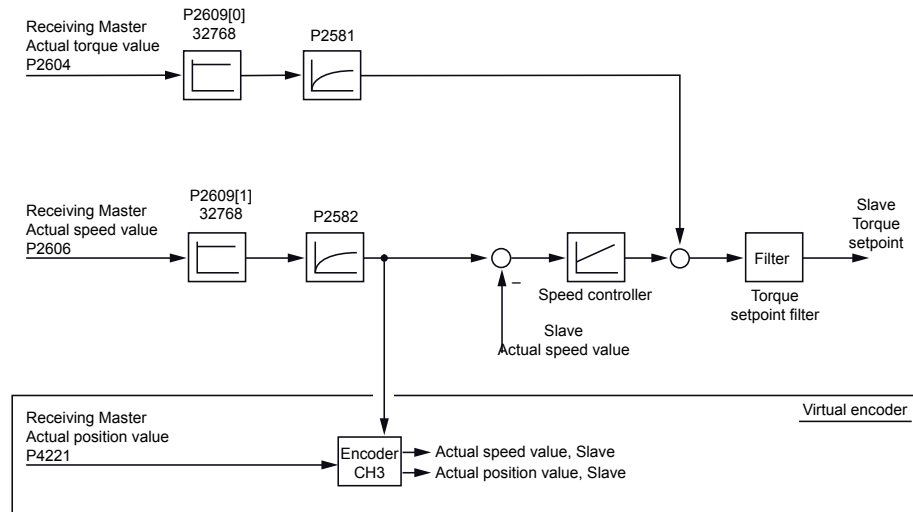 P2609[0]
32768
P2581
Receiving Master
Actual torque value
P2604
P2609[1]
32768
P2582
Receiving Master
Actual speed value
P2606
Slave
Torque
setpoint
Filter
Speed controller
Torque
setpoint filter
–
Slave
Actual speed value
Virtual encoder
Receiving Master
Actual position value
P4221
Encoder
CH3
Actual speed value, Slave
Actual position value, Slave